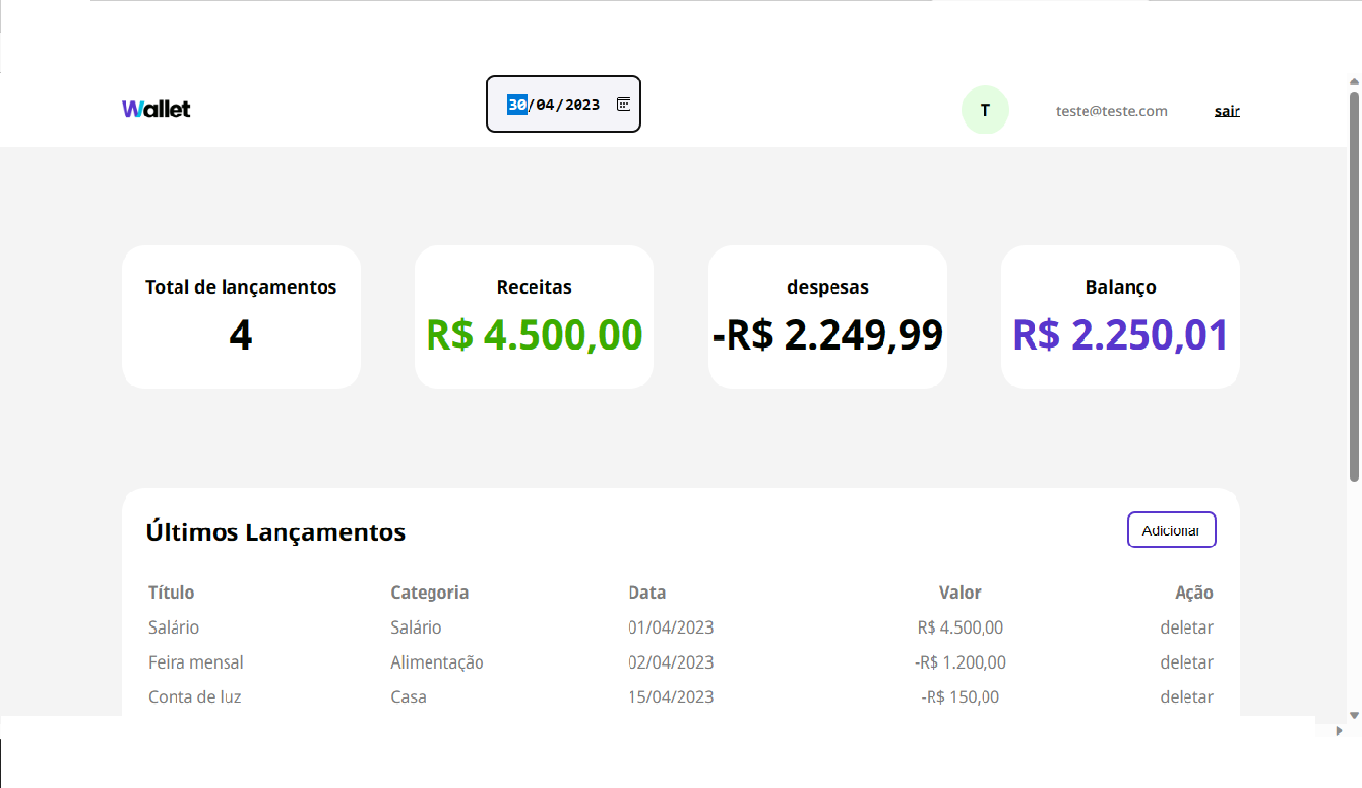 Wallet 30/04/2023 T teste@teste.com sair
Total de lançamentos Receitas despesas Balanço
4 R$ 4.500,00 -R$ 2.249,99 R$ 2.250,01
Últimos Lançamentos Adicionar
Título Categoria Data Valor Ação
Salário Salário 01/04/2023 R$ 4.500,00 deletar
Feira mensal Alimentação 02/04/2023 -R$ 1.200,00 deletar
Conta de luz Casa 15/04/2023 -R$ 150,00 deletar